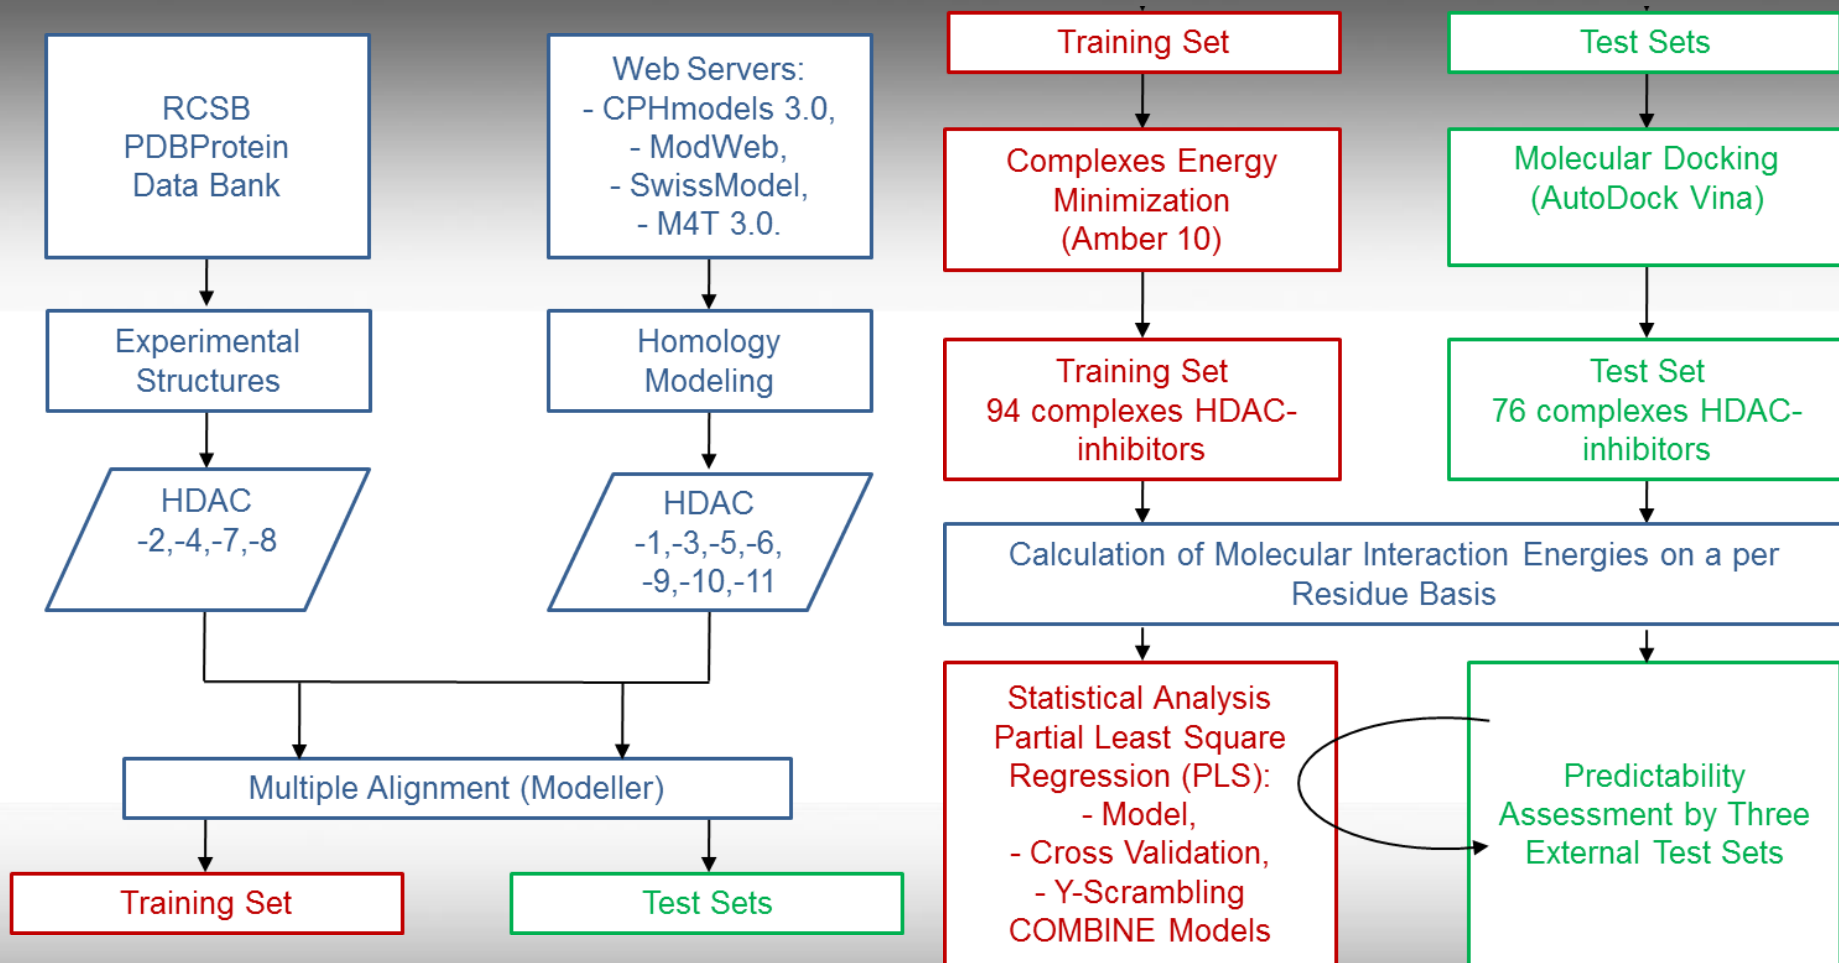 RCSB
PDBProtein
Data Bank
Web Servers:
- CPHmodels 3.0,
- ModWeb,
- SwissModel,
- M4T 3.0.
Experimental
Structures
Homology
Modeling
HDAC
-2,-4,-7,-8
HDAC
-1,-3,-5,-6,
-9,-10,-11
Multiple Alignment (Modeller)
Training Set
Test Sets
Training Set
Test Sets
Complexes Energy
Minimization
(Amber 10)
Molecular Docking
(AutoDock Vina)
Training Set
94 complexes HDAC-
inhibitors
Test Set
76 complexes HDAC-
inhibitors
Calculation of Molecular Interaction Energies on a per
Residue Basis
Statistical Analysis
Partial Least Square
Regression (PLS):
- Model,
- Cross Validation,
- Y-Scrambling
COMBINE Models
Predictability
Assessment by Three
External Test Sets